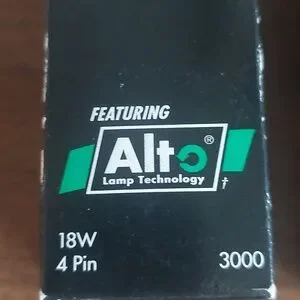 FEATURING
Alto®
Lamp Technology †
18W
4 Pin 3000